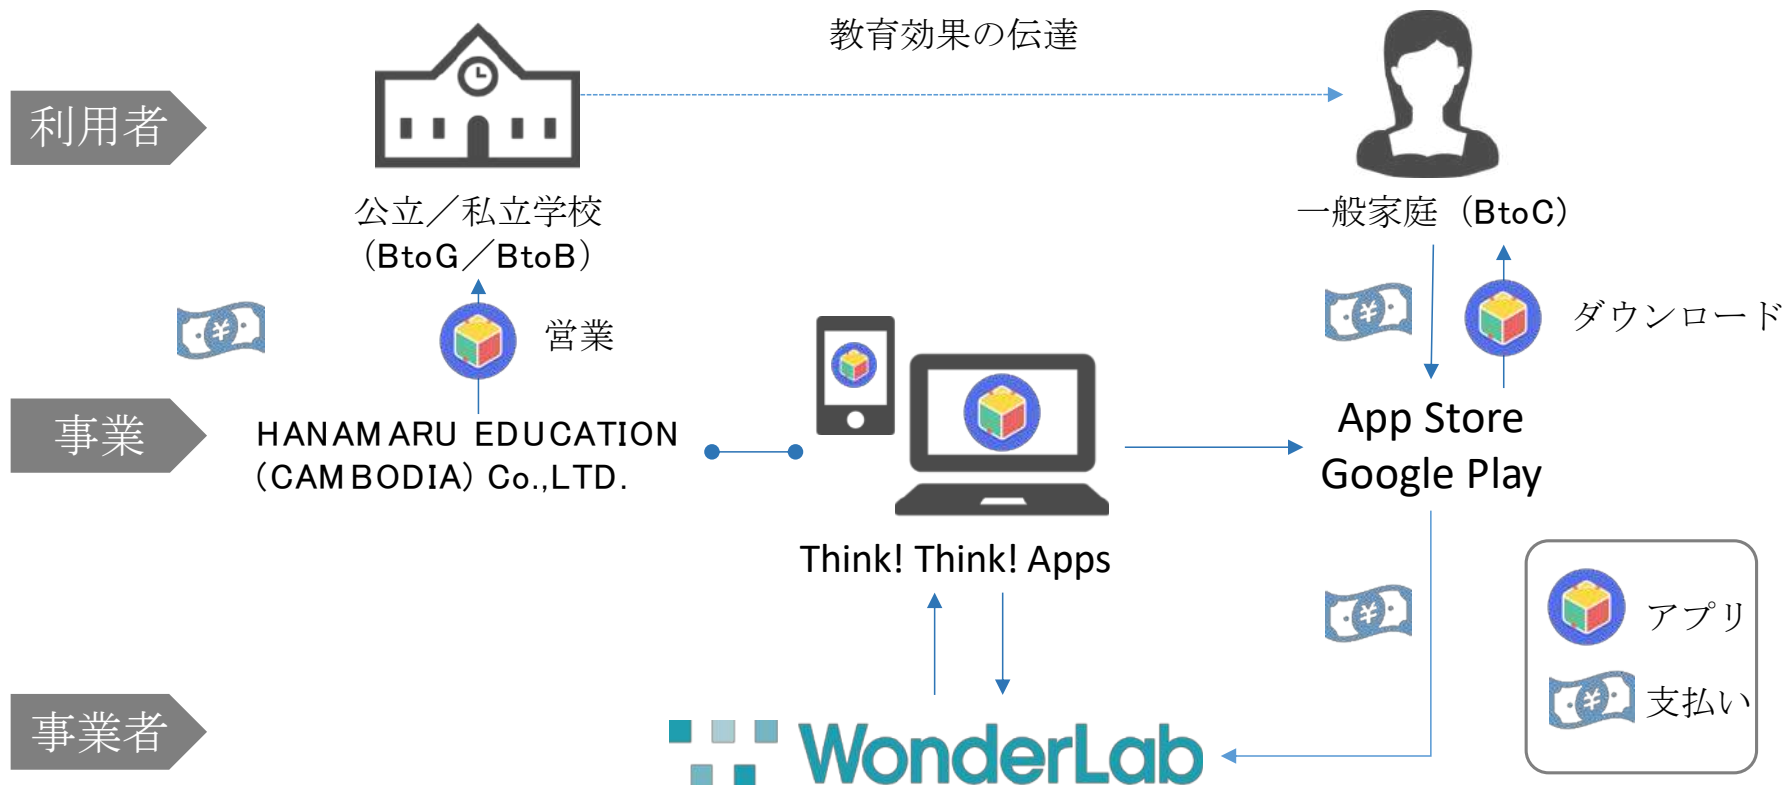 教育効果の伝達
利用者
公立／私立学校
（BtoG／BtoB）
一般家庭（BtoC）
営業
ダウンロード
事業
HANAMARU EDUCATION
(CAMBODIA) Co.,LTD.
App Store
Google Play
Think! Think! Apps
アプリ
支払い
事業者
WonderLab